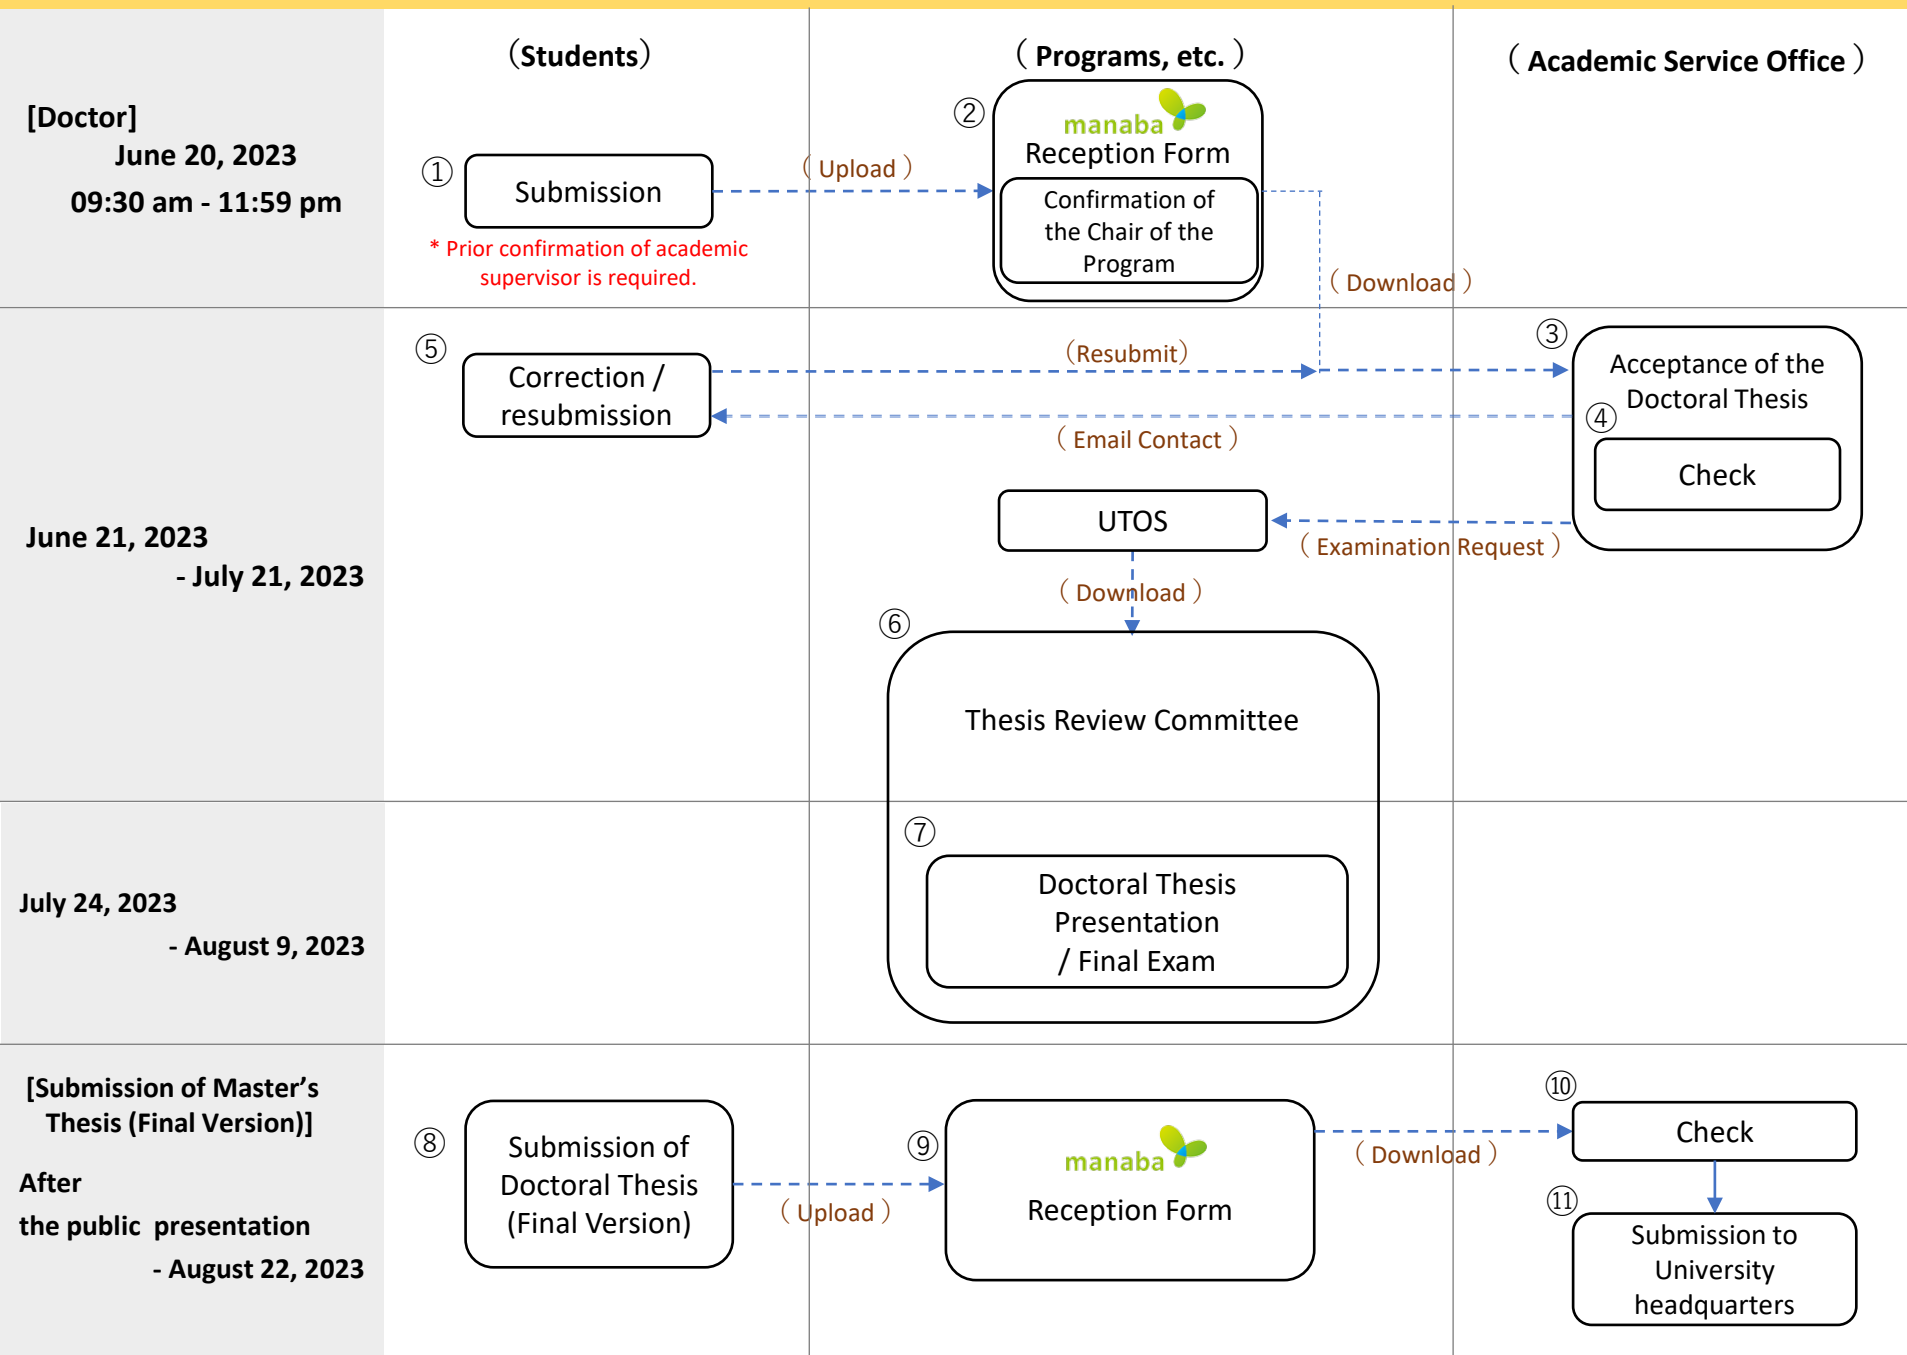 （Students）
（ Programs, etc. ）
（ Academic Service Office ）
[Doctor]
June 20, 2023
09:30 am - 11:59 pm
①
Submission
* Prior confirmation of academic
supervisor is required.
（ Upload ）
②
manaba
Reception Form
Confirmation of
the Chair of the
Program
（ Download ）
June 21, 2023
- July 21, 2023
⑤
Correction /
resubmission
（Resubmit）
（ Email Contact ）
③
Acceptance of the
Doctoral Thesis
④
Check
UTOS
（ Examination Request ）
（ Download ）
⑥
Thesis Review Committee
July 24, 2023
- August 9, 2023
⑦
Doctoral Thesis
Presentation
/ Final Exam
[Submission of Master’s
Thesis (Final Version)]
After
the public presentation
- August 22, 2023
⑧
Submission of
Doctoral Thesis
(Final Version)
（ Upload ）
⑨
manaba
Reception Form
（ Download ）
⑩
Check
⑪
Submission to
University
headquarters